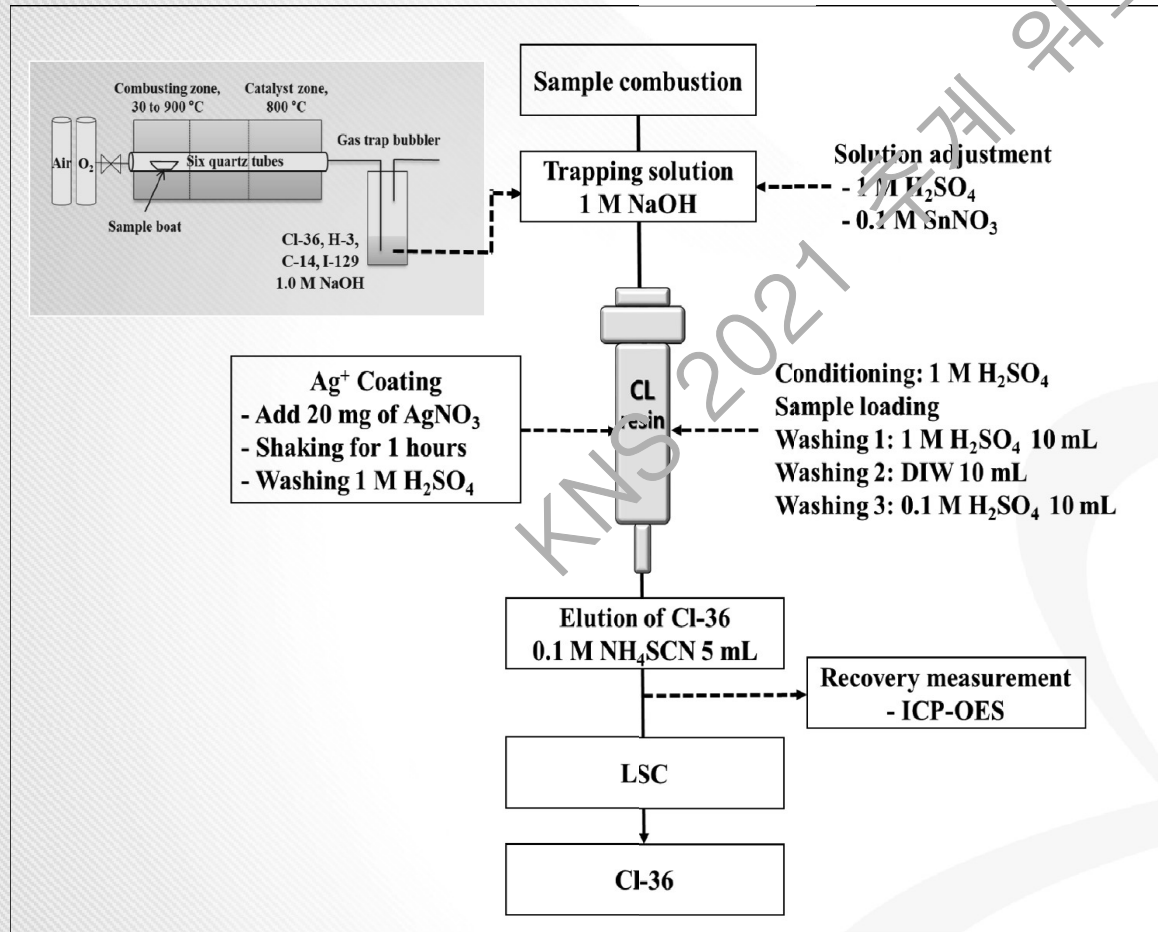 Combusting zone,
30 to 900 °C
Catalyst zone,
800 °C
Gas trap bubbler
Air
O₂
Six quartz tubes
Sample boat
Cl-36, H-3,
C-14, I-129
1.0 M NaOH
Sample combustion
Trapping solution
1 M NaOH
Solution adjustment
- 1 M H₂SO₄
- 0.1 M SnNO₃
Ag⁺ Coating
- Add 20 mg of AgNO₃
- Shaking for 1 hours
- Washing 1 M H₂SO₄
CL
resin
Conditioning: 1 M H₂SO₄
Sample loading
Washing 1: 1 M H₂SO₄ 10 mL
Washing 2: DIW 10 mL
Washing 3: 0.1 M H₂SO₄ 10 mL
Elution of Cl-36
0.1 M NH₄SCN 5 mL
Recovery measurement
- ICP-OES
LSC
Cl-36
KNS 2021 추계